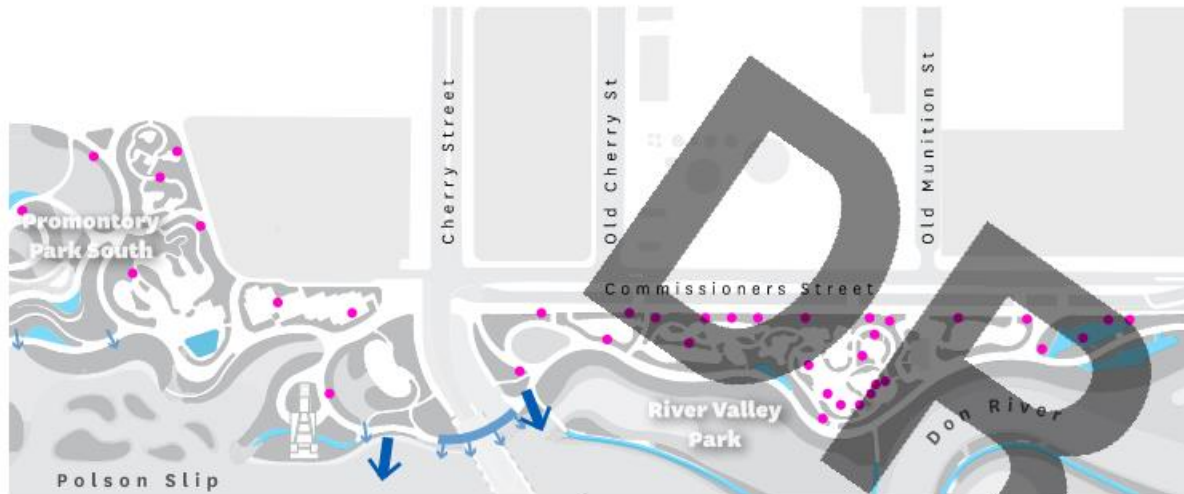 Cherry Street
Old Cherry St
Old Munition St
Promontory
Park South
Commissioners Street
River Valley
Park
Don River
Polson Slip
D
R